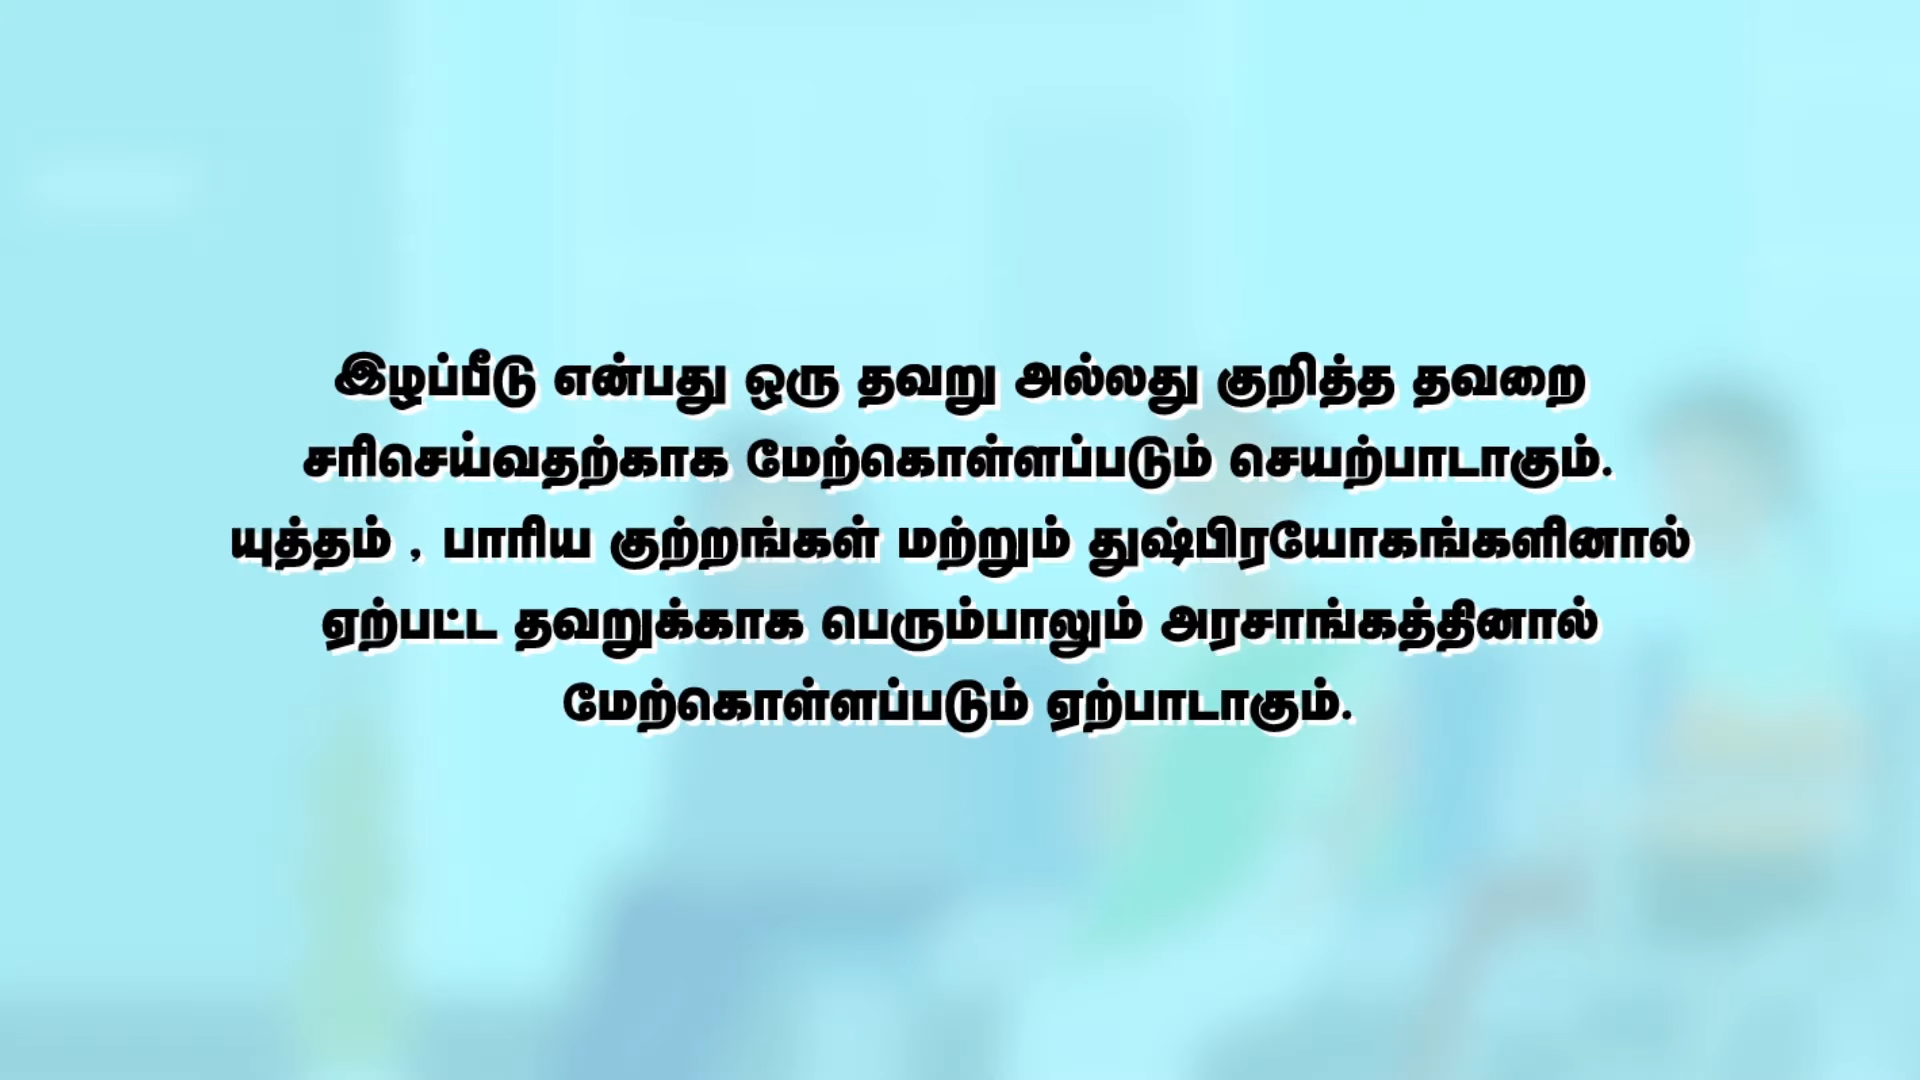 இழப்பீடு என்பது ஒரு தவறு அல்லது குறித்த தவறை
சரிசெய்வதற்காக மேற்கொள்ளப்படும் செயற்பாடாகும்.
யுத்தம் , பாரிய குற்றங்கள் மற்றும் துஷ்பிரயோகங்களினால்
ஏற்பட்ட தவறுக்காக பெரும்பாலும் அரசாங்கத்தினால்
மேற்கொள்ளப்படும் ஏற்பாடாகும்.